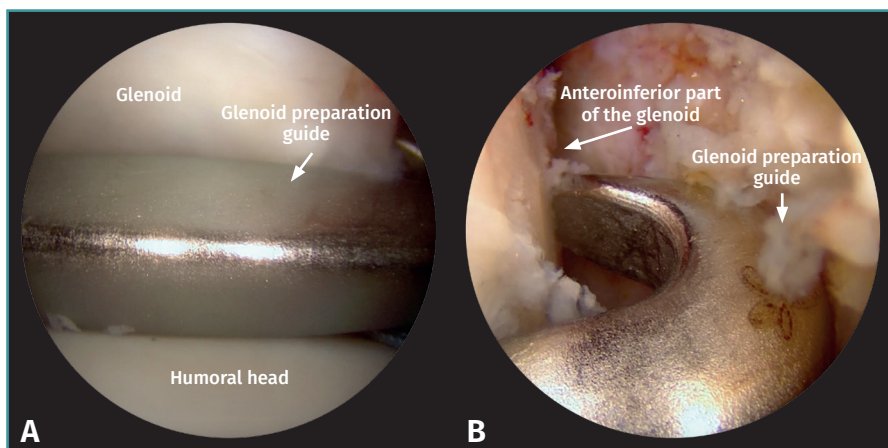 Glenoid
Glenoid preparation
guide
Humoral head
A
Anteroinferior part
of the glenoid
Glenoid preparation
guide
B